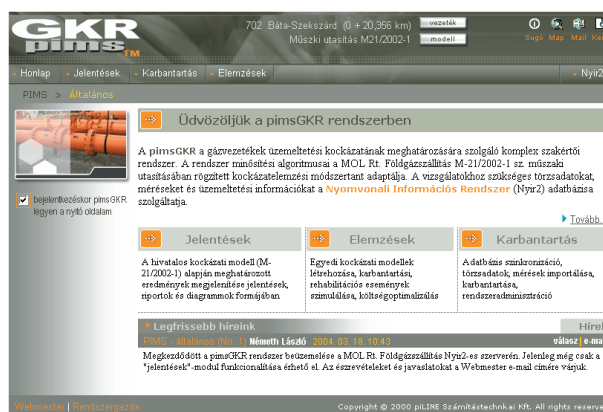 GKR
pims
TM
702 Báta-Szekszárd (0 + 20,356 km)
Műszki utasítás M21/2002-1
vezeték
modell
Sugó Map Mail
Honlap Jelentések Karbantartás Elemzések Nyir2
PIMS > Általános
Üdvözöljük a pimsGKR rendszerben
A pimsGKR a gázvezetékek üzemeltetési kockázatának meghatározására szolgáló komplex szakértői
rendszer. A rendszer minősítési algoritmusai a MOL Rt. Földgázszállítás M-21/2002-1 sz. műszaki
utasításában rögzített kockázatelemzési módszertant adaptálja. A vizsgálatokhoz szükséges törzsadatokat,
méréseket és üzemeltetési információkat a Nyomvonali Információs Rendszer (Nyir2) adatbázisa
szolgáltatja.
bejelentkezéskor pimsGKR
legyen a nyitó oldalam
Tovább.
Jelentések
A hivatalos kockázati modell (M-
21/2002-1) alapján meghatározott
eredmények megjelenítése jelentések,
riportok és diagrammok formájában
Elemzések
Egyedi kockázati modellek
létrehozása, karbantartási,
rehabilitációs események
szimulálása, költségoptimalizálás
Karbantartás
Adatbázis szinkronizáció,
törzsadatok, mérések importálása,
karbantartása,
rendszeradminisztráció
Legfrissebb híreink
PIMS - általános (No. 1) Németh László 2004. 03. 18. 10:43 válasz | e-ma
Megkezdődött a pimsGKR rendszer beüzemelése a MOL Rt. Földgázszállítás Nyir2-es szerverén. Jelenleg még csak a
"jelentések"-modul funkcionalitása érhető el. Az észrevételeket és javaslatokat a Webmester e-mail címére várjuk.
Webmester | Rendszergazda
Copyright © 2000 piLINE Számítástechnikai Kft. All rights reserve